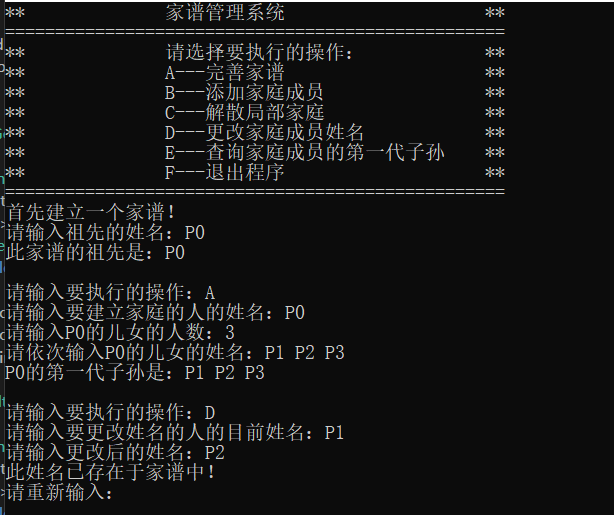 ** 家谱管理系统 **
==================================================
** 请选择要执行的操作: **
** A---完善家谱 **
** B---添加家庭成员 **
** C---解散局部家庭 **
** D---更改家庭成员姓名 **
** E---查询家庭成员的第一代子孙 **
** F---退出程序 **
==================================================
首先建立一个家谱!
请输入祖先的姓名: P0
此家谱的祖先是: P0
请输入要执行的操作: A
请输入要建立家庭的人的姓名: P0
请输入P0的儿女的人数: 3
请依次输入P0的儿女的姓名: P1 P2 P3
P0的第一代子孙是: P1 P2 P3
请输入要执行的操作: D
请输入要更改姓名的人的目前姓名: P1
请输入更改后的姓名: P2
此姓名已存在于家谱中!
请重新输入: